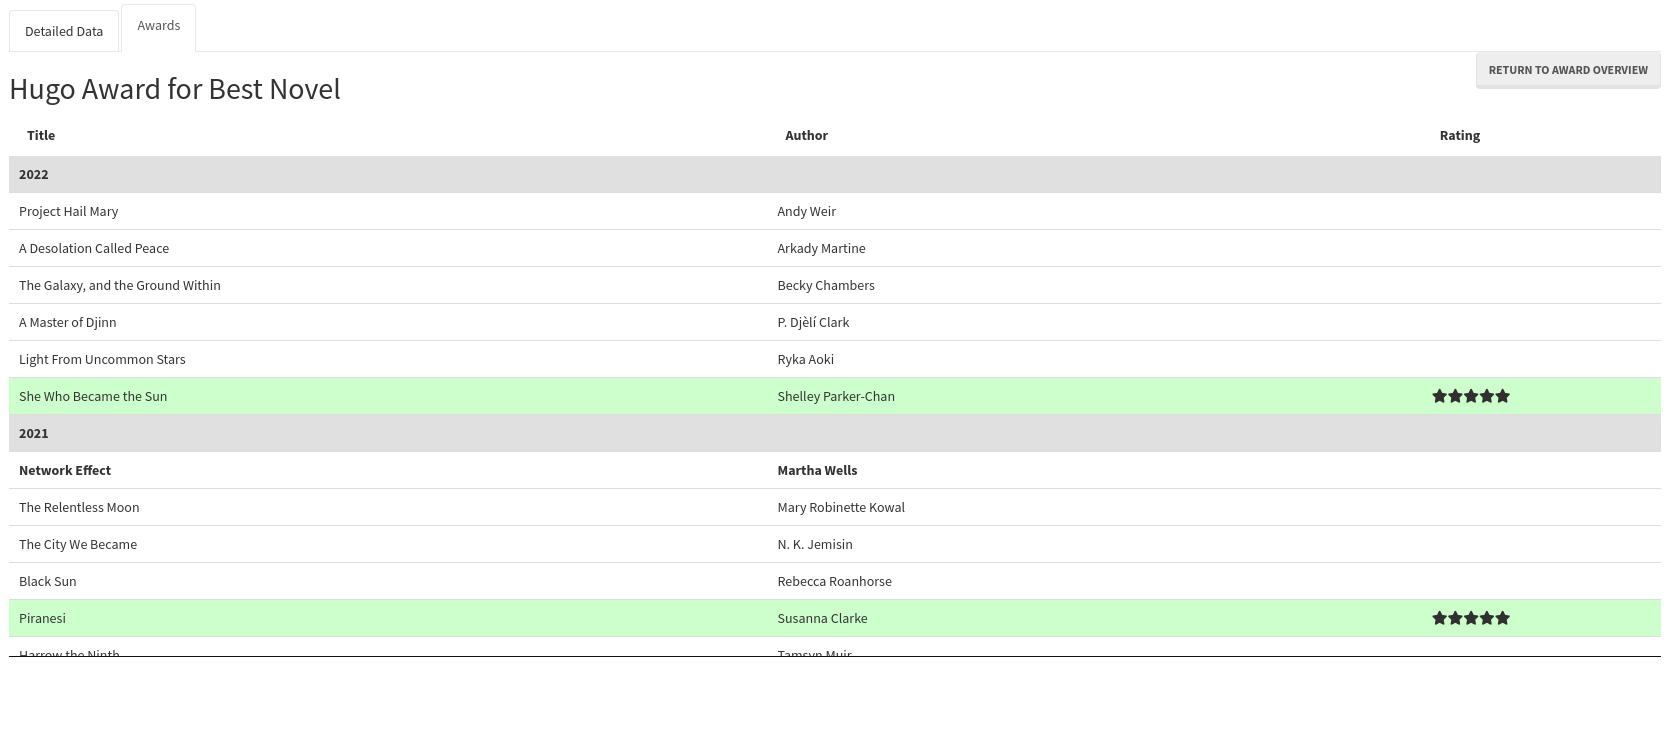 Detailed Data
Awards
RETURN TO AWARD OVERVIEW
Hugo Award for Best Novel
Title Author Rating
2022
Project Hail Mary Andy Weir
A Desolation Called Peace Arkady Martine
The Galaxy, and the Ground Within Becky Chambers
A Master of Djinn P. Djèlí Clark
Light From Uncommon Stars Ryka Aoki
She Who Became the Sun Shelley Parker-Chan
2021
Network Effect Martha Wells
The Relentless Moon Mary Robinette Kowal
The City We Became N. K. Jemisin
Black Sun Rebecca Roanhorse
Piranesi Susanna Clarke
Harrow the Ninth Tamsyn Muir